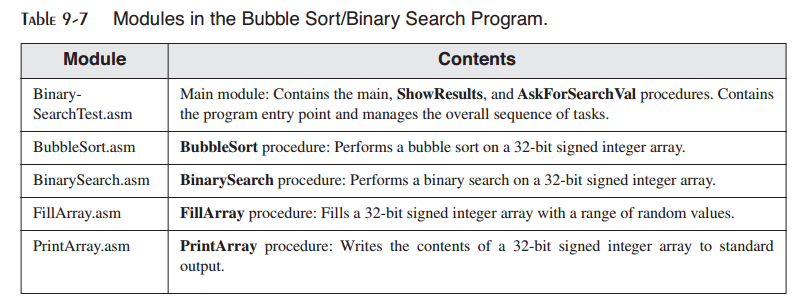 TABLE 9-7 Modules in the Bubble Sort/Binary Search Program.
Module Contents
Binary-
SearchTest.asm
Main module: Contains the main, ShowResults, and AskForSearchVal procedures. Contains
the program entry point and manages the overall sequence of tasks.
BubbleSort.asm BubbleSort procedure: Performs a bubble sort on a 32-bit signed integer array.
BinarySearch.asm BinarySearch procedure: Performs a binary search on a 32-bit signed integer array.
FillArray.asm FillArray procedure: Fills a 32-bit signed integer array with a range of random values.
PrintArray.asm PrintArray procedure: Writes the contents of a 32-bit signed integer array to standard
output.